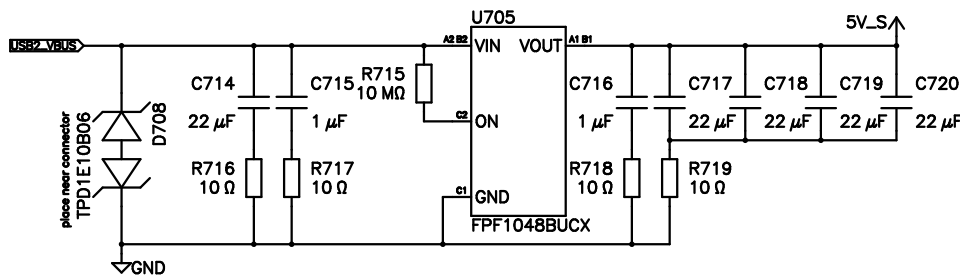 U705
5V_S
USB2_VBUS
A2 B2
VIN
VOUT
A1 B1
C714
C715
R715
10 MΩ
C716
C717
C718
C719
C720
D708
22 µF
1 µF
C2
ON
1 µF
22 µF
22 µF
22 µF
22 µF
place near connector
TPD1E10B06
R716
10 Ω
R717
10 Ω
C1
GND
R718
10 Ω
R719
10 Ω
FPF1048BUCX
GND